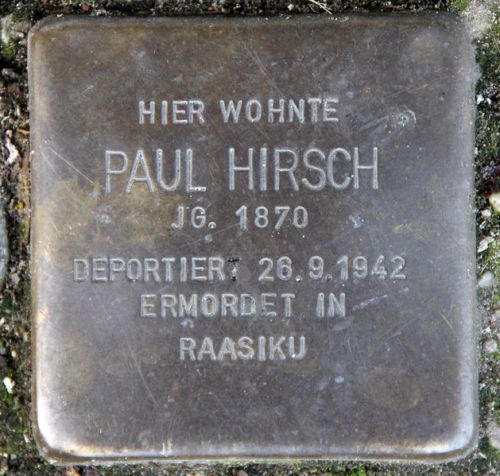 HIER WOHNTE
PAUL HIRSCH
JG. 1870
DEPORTIERT 26.9.1942
ERMORDET IN
RAASIKU